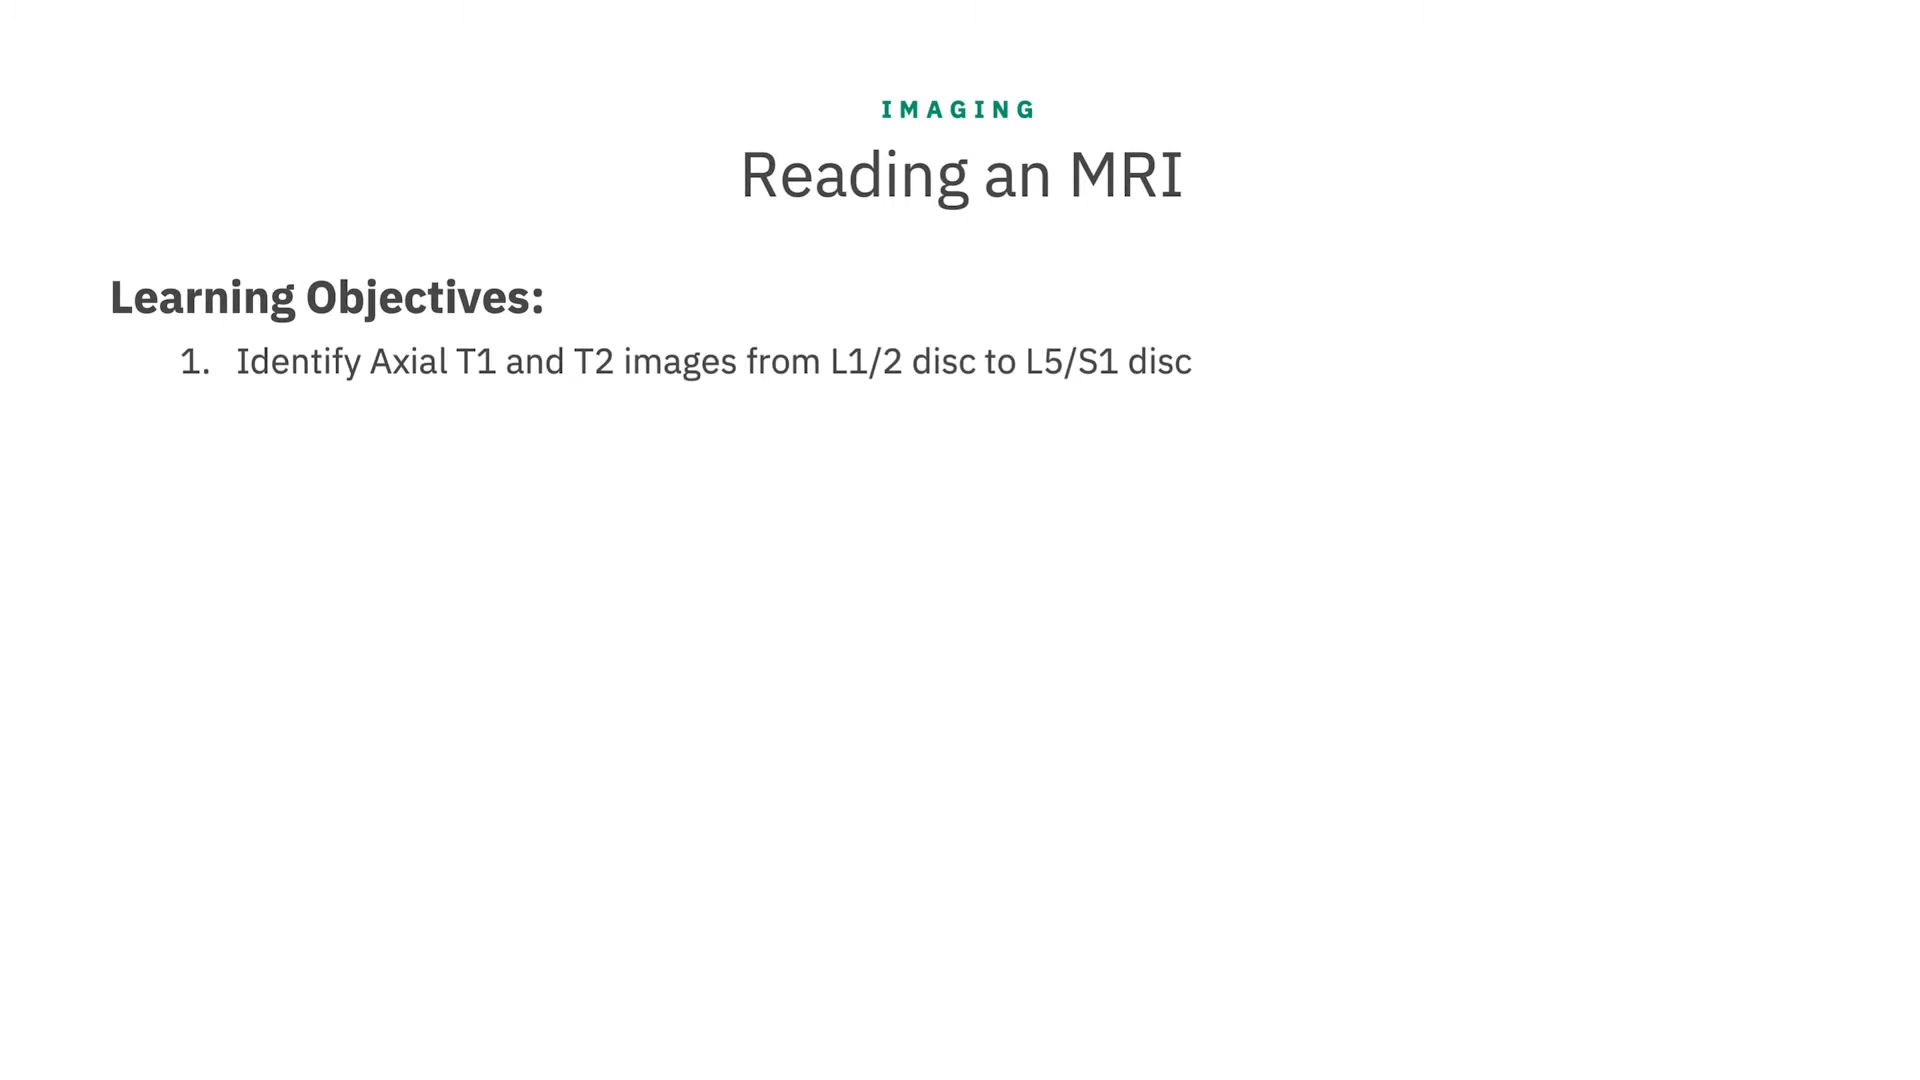 IMAGING
Reading an MRI
Learning Objectives:
1. Identify Axial T1 and T2 images from L1/2 disc to L5/S1 disc